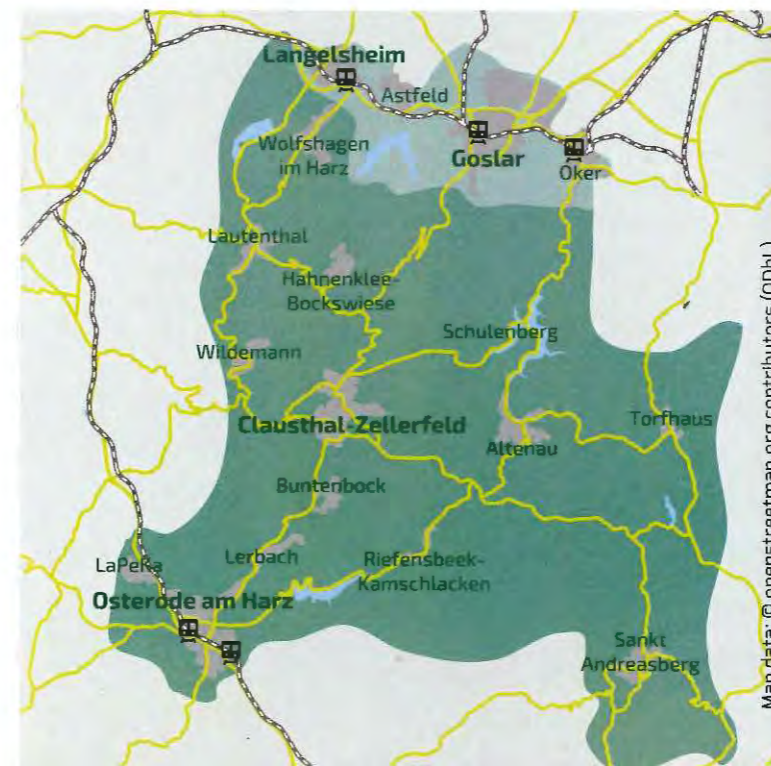 Langelsheim
Astfeld
Wolfshagen
im Harz
Goslar
Oker
Lautenthal
Hahnenklee-
Bockswiese
Schulenberg
Wildemann
Clausthal-Zellerfeld
Altenau
Torfhaus
Buntenbock
LaPeKa
Lerbach
Riefensbeek-
Kamschlacken
Osterode am Harz
Sankt
Andreasberg
Map data: © openstreetmap.org contributors (ODbL)